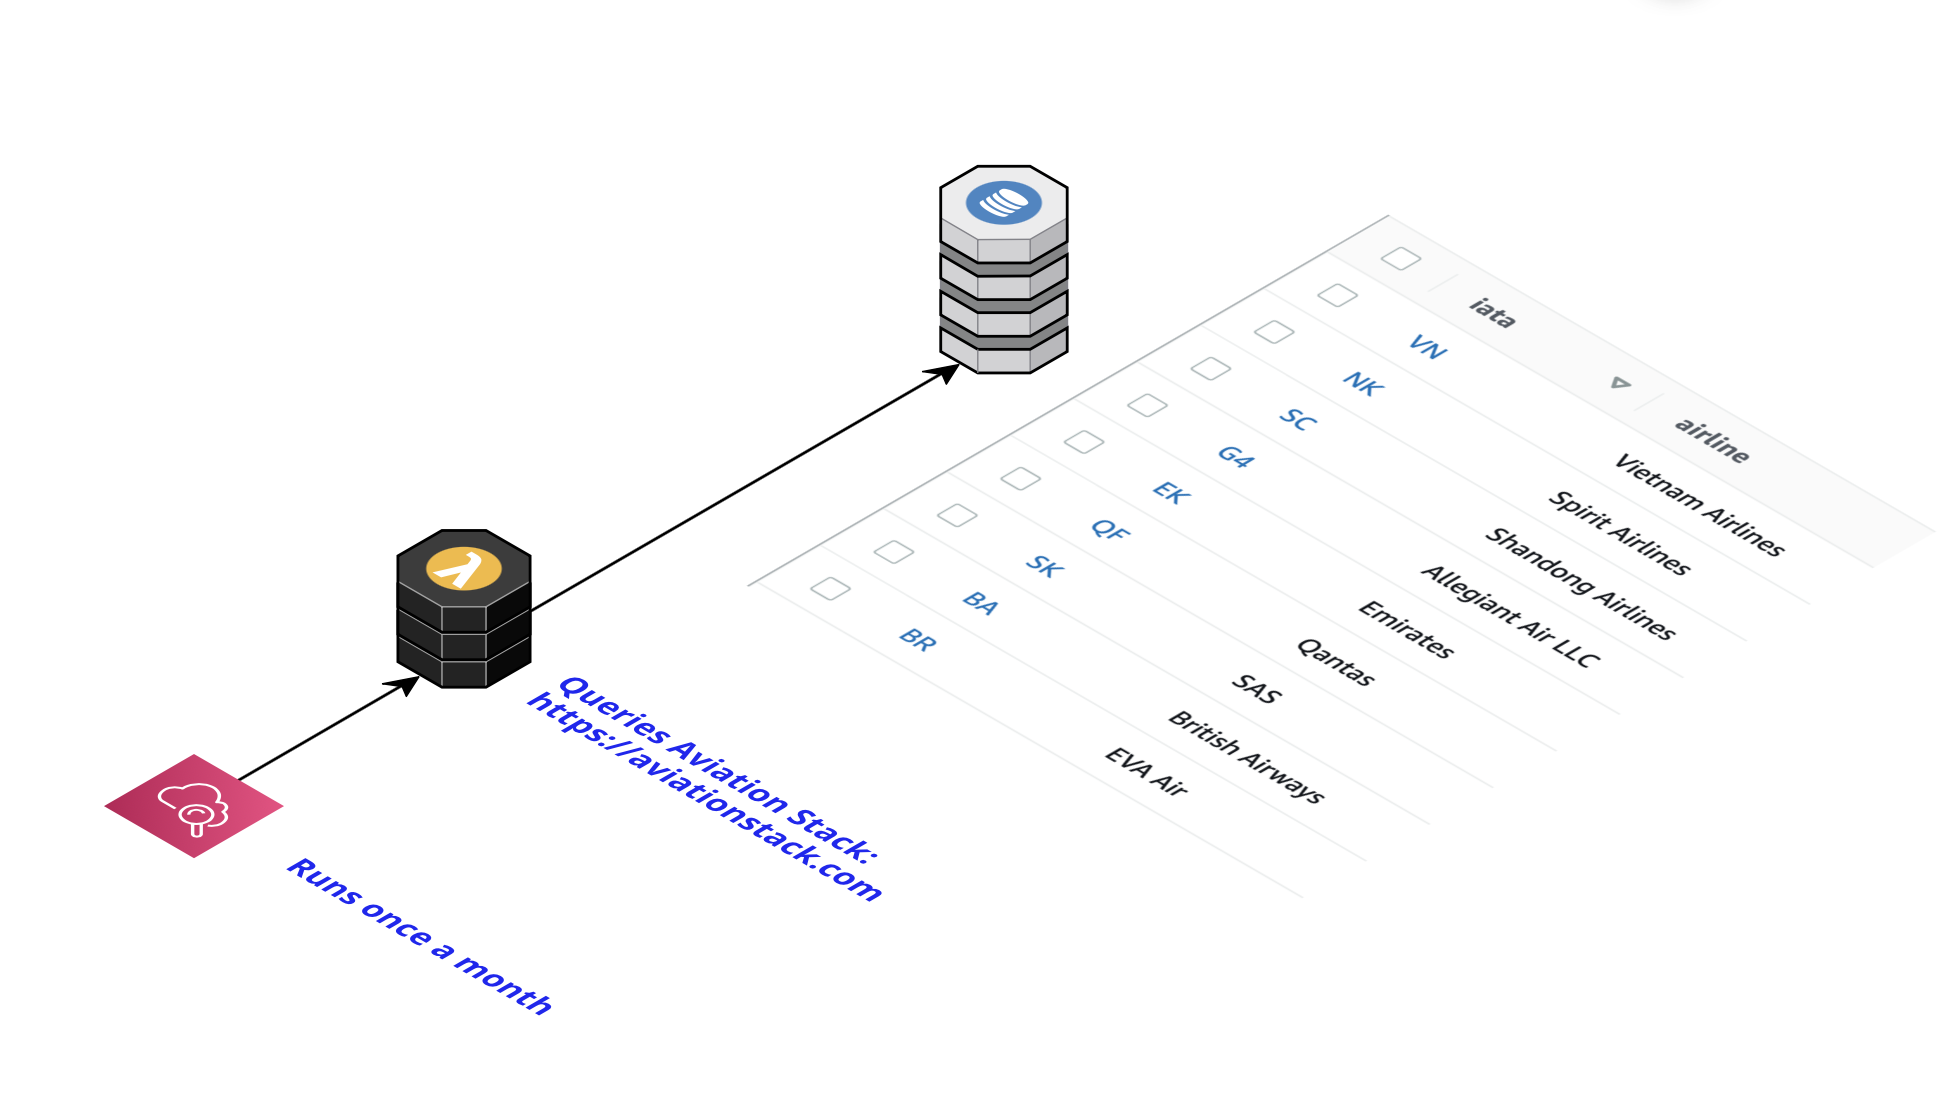 iata airline
VN Vietnam Airlines
NK Spirit Airlines
SC Shandong Airlines
G4 Allegiant Air LLC
EK Emirates
QF Qantas
SK SAS
BA British Airways
BR EVA Air
Queries Aviation Stack:
https://aviationstack.com
Runs once a month